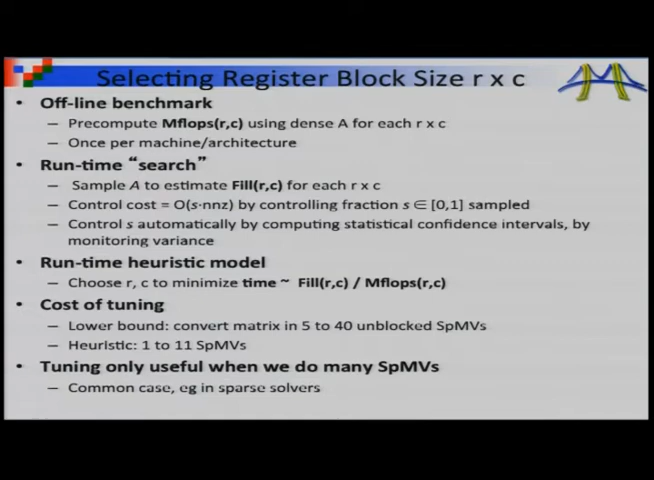 Selecting Register Block Size r x c
• Off-line benchmark
– Precompute Mflops(r,c) using dense A for each r x c
– Once per machine/architecture
• Run-time “search”
– Sample A to estimate Fill(r,c) for each r x c
– Control cost = O(s·nnz) by controlling fraction s ∈ [0,1] sampled
– Control s automatically by computing statistical confidence intervals, by
monitoring variance
• Run-time heuristic model
– Choose r, c to minimize time ~ Fill(r,c) / Mflops(r,c)
• Cost of tuning
– Lower bound: convert matrix in 5 to 40 unblocked SpMVs
– Heuristic: 1 to 11 SpMVs
• Tuning only useful when we do many SpMVs
– Common case, eg in sparse solvers